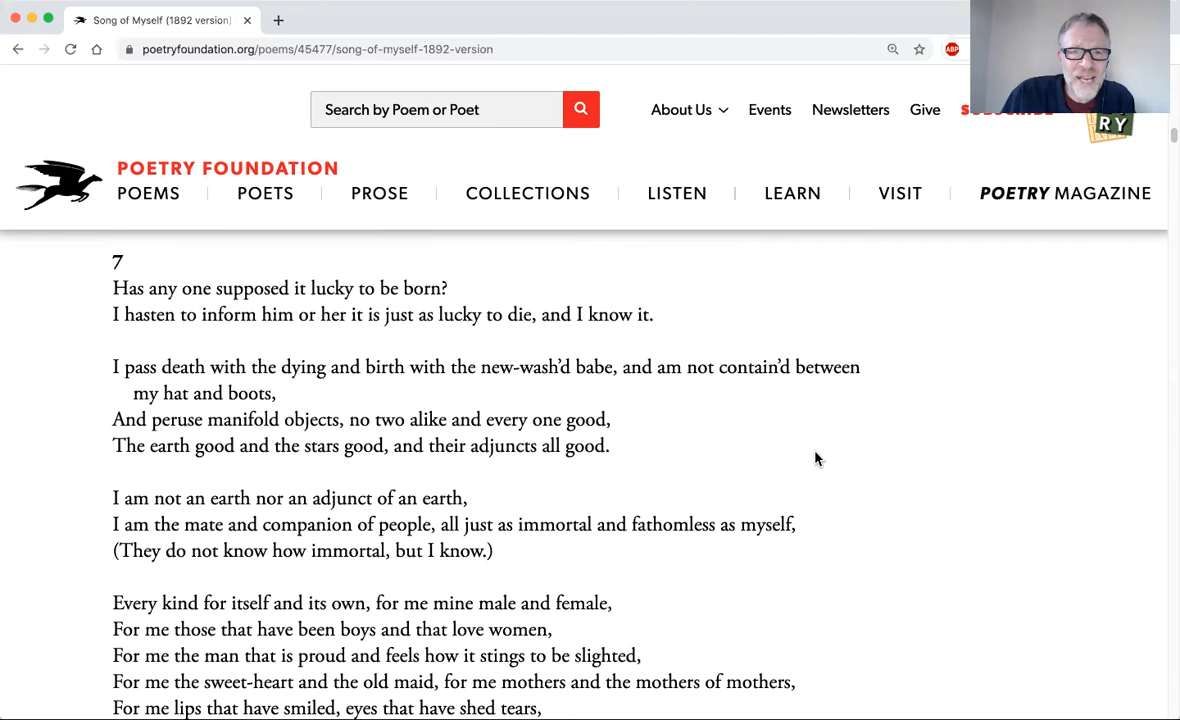 Song of Myself (1892 version)
poetryfoundation.org/poems/45477/song-of-myself-1892-version
ABP
Search by Poem or Poet
About Us
Events
Newsletters
Give
RY
POETRY FOUNDATION
POEMS
POETS
PROSE
COLLECTIONS
LISTEN
LEARN
VISIT
POETRY MAGAZINE
7
Has any one supposed it lucky to be born?
I hasten to inform him or her it is just as lucky to die, and I know it.
I pass death with the dying and birth with the new-wash'd babe, and am not contain'd between
my hat and boots,
And peruse manifold objects, no two alike and every one good,
The earth good and the stars good, and their adjuncts all good.
I am not an earth nor an adjunct of an earth,
I am the mate and companion of people, all just as immortal and fathomless as myself,
(They do not know how immortal, but I know.)
Every kind for itself and its own, for me mine male and female,
For me those that have been boys and that love women,
For me the man that is proud and feels how it stings to be slighted,
For me the sweet-heart and the old maid, for me mothers and the mothers of mothers,
For me lips that have smiled, eyes that have shed tears,